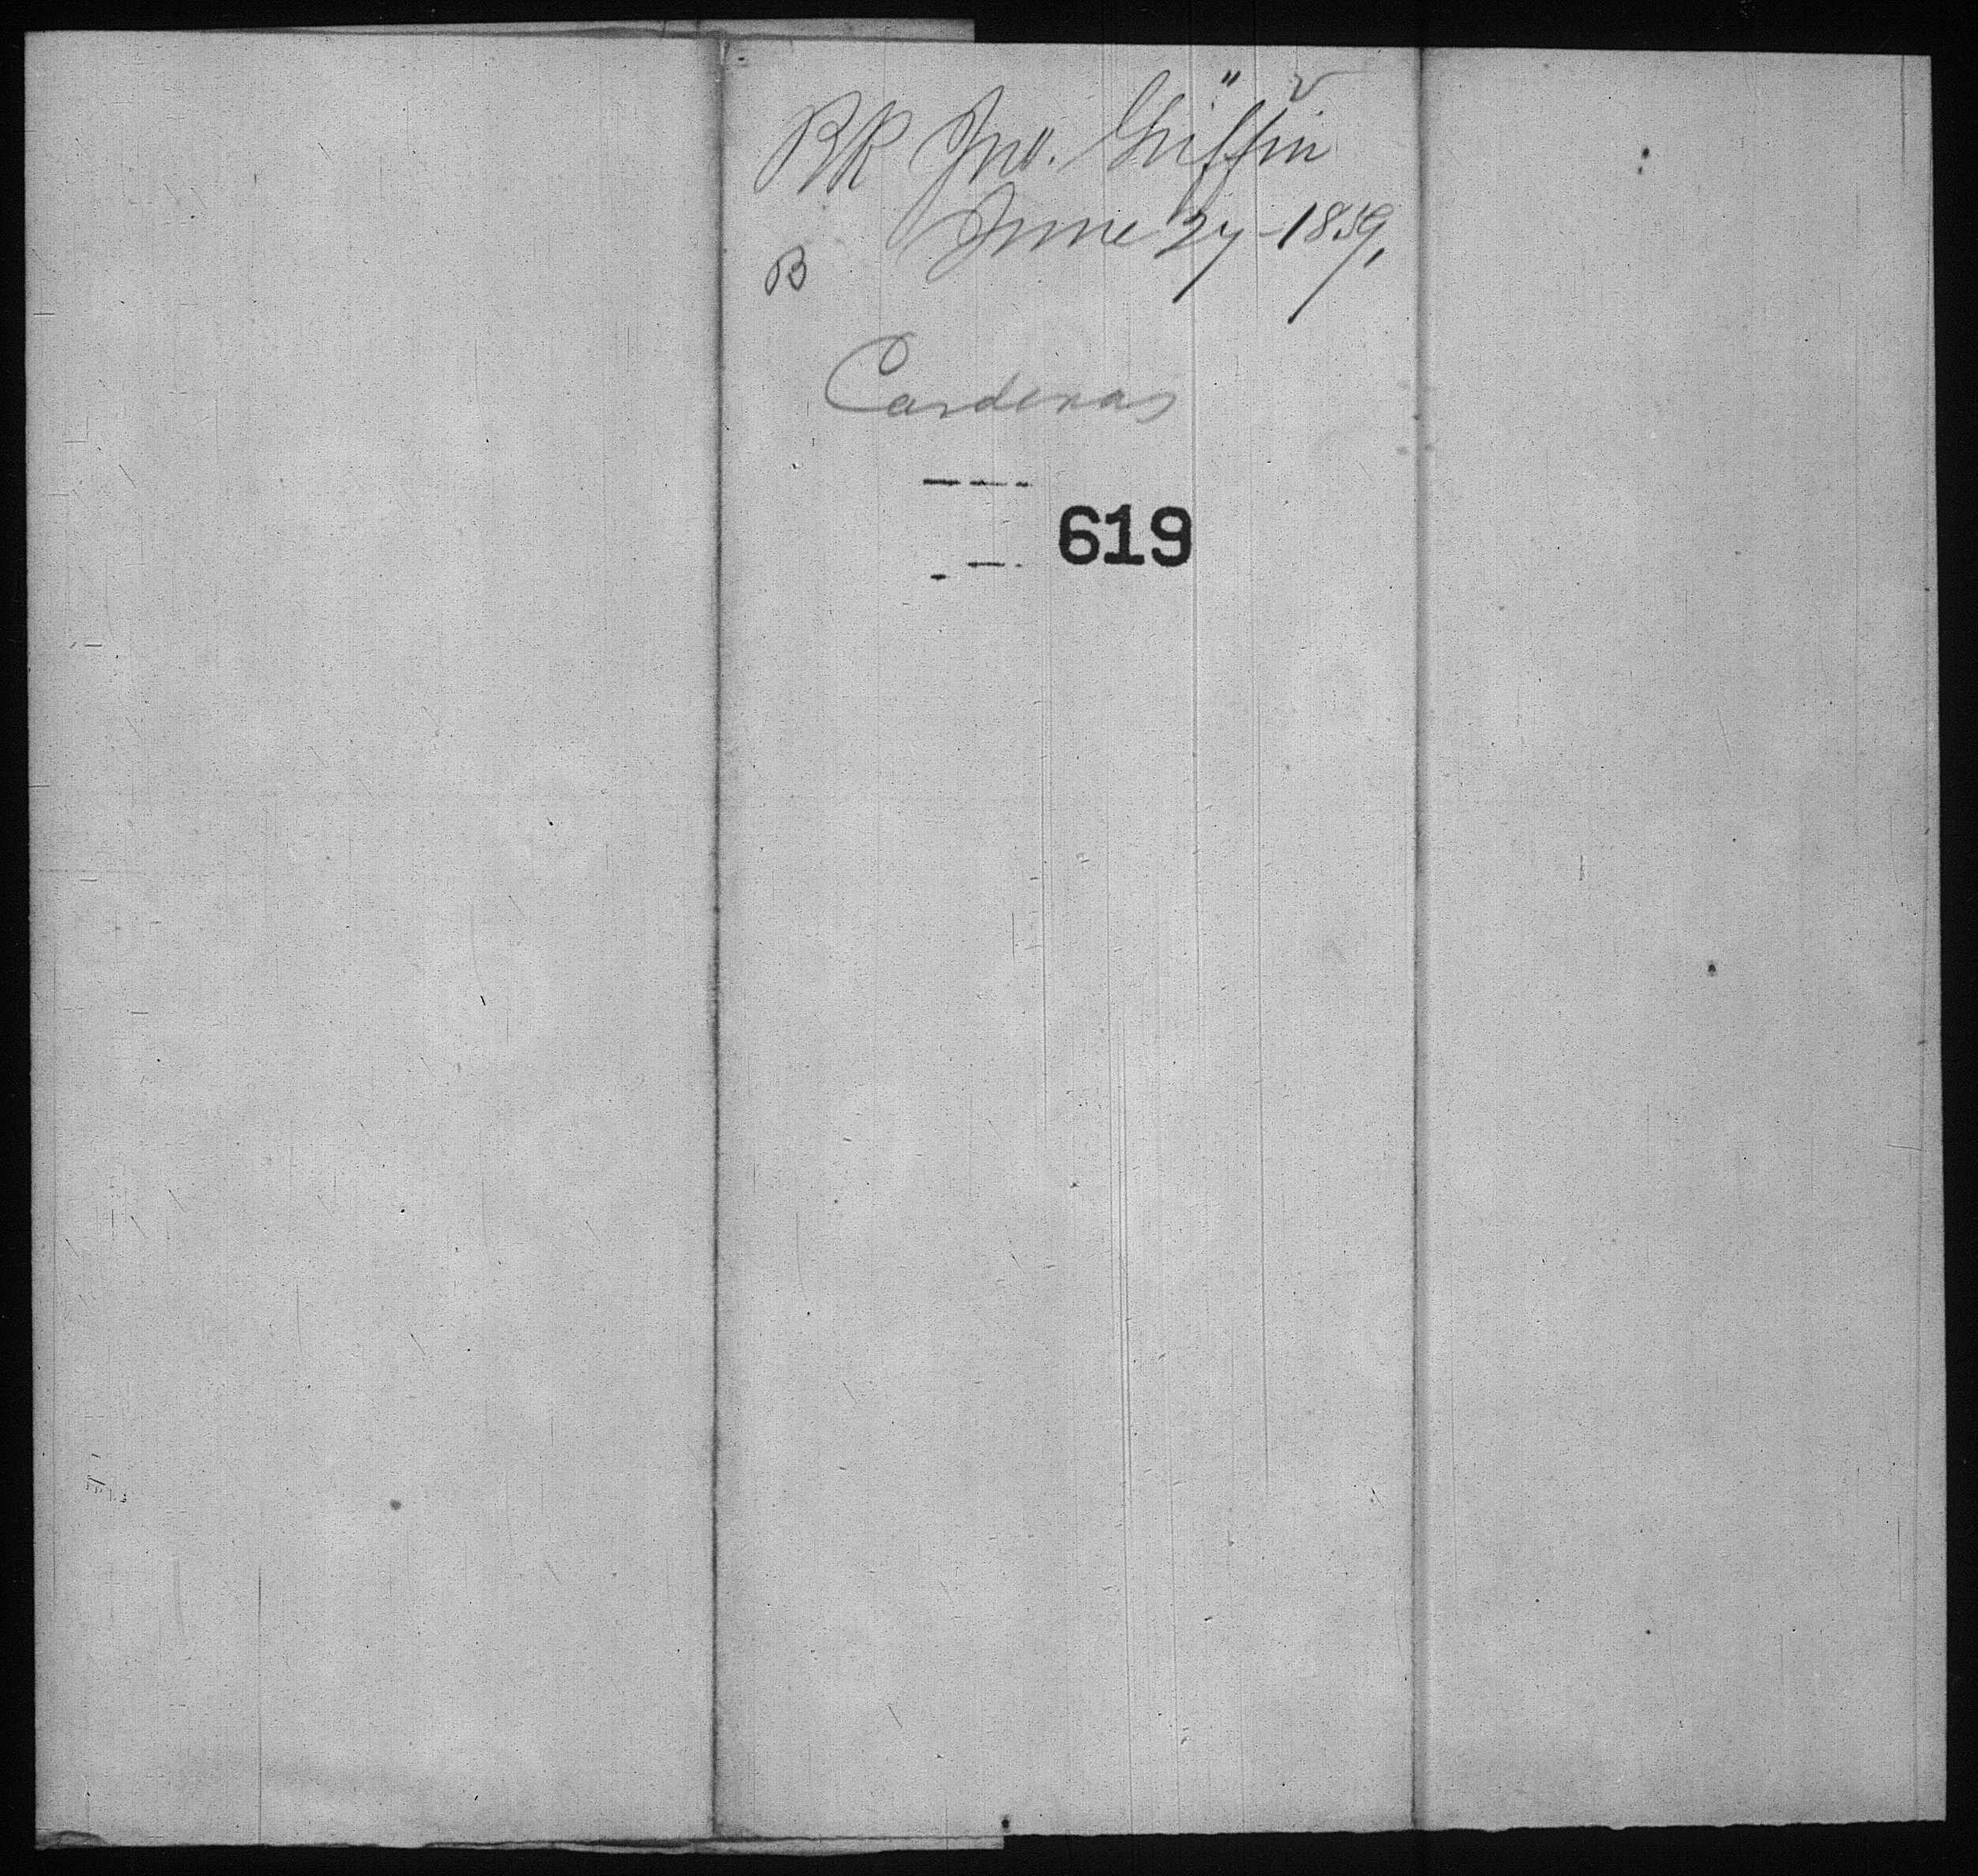 BR Jno. Griffin
June 27-1859,
B
Cardenas
619